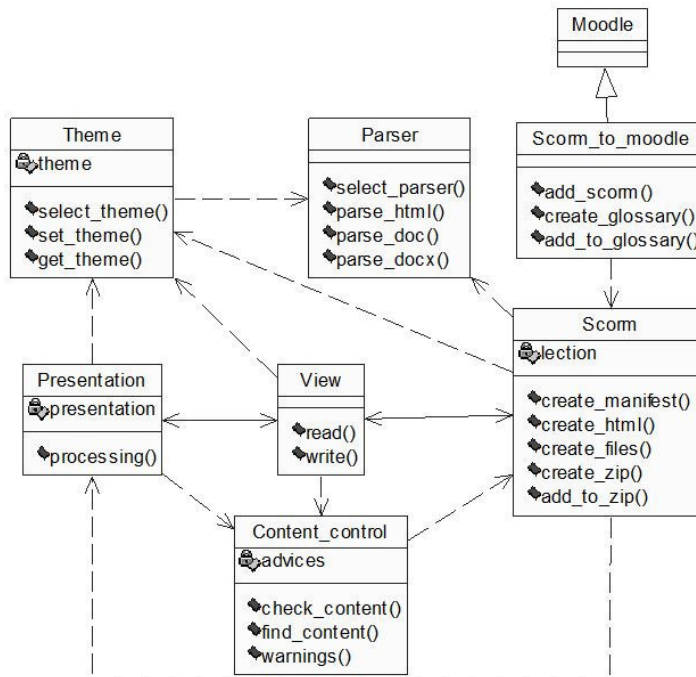 Moodle
Theme
theme
select_theme()
set_theme()
get_theme()
Parser
select_parser()
parse_html()
parse_doc()
parse_docx()
Scorm_to_moodle
add_scorm()
create_glossary()
add_to_glossary()
Presentation
presentation
processing()
View
read()
write()
Scorm
lection
create_manifest()
create_html()
create_files()
create_zip()
add_to_zip()
Content_control
advices
check_content()
find_content()
warnings()